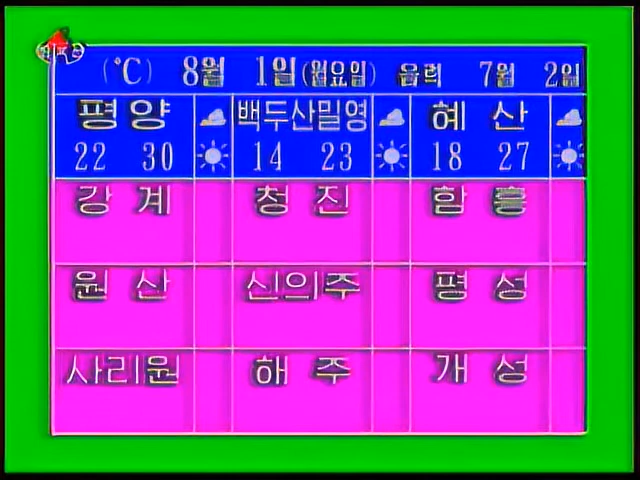 (℃) 8월 1일(월요일) 음력 7월 2일
평양 백두산밀영 혜산
22 30 14 23 18 27
강계 청진 함흥
원산 신의주 평성
사리원 해주 개성